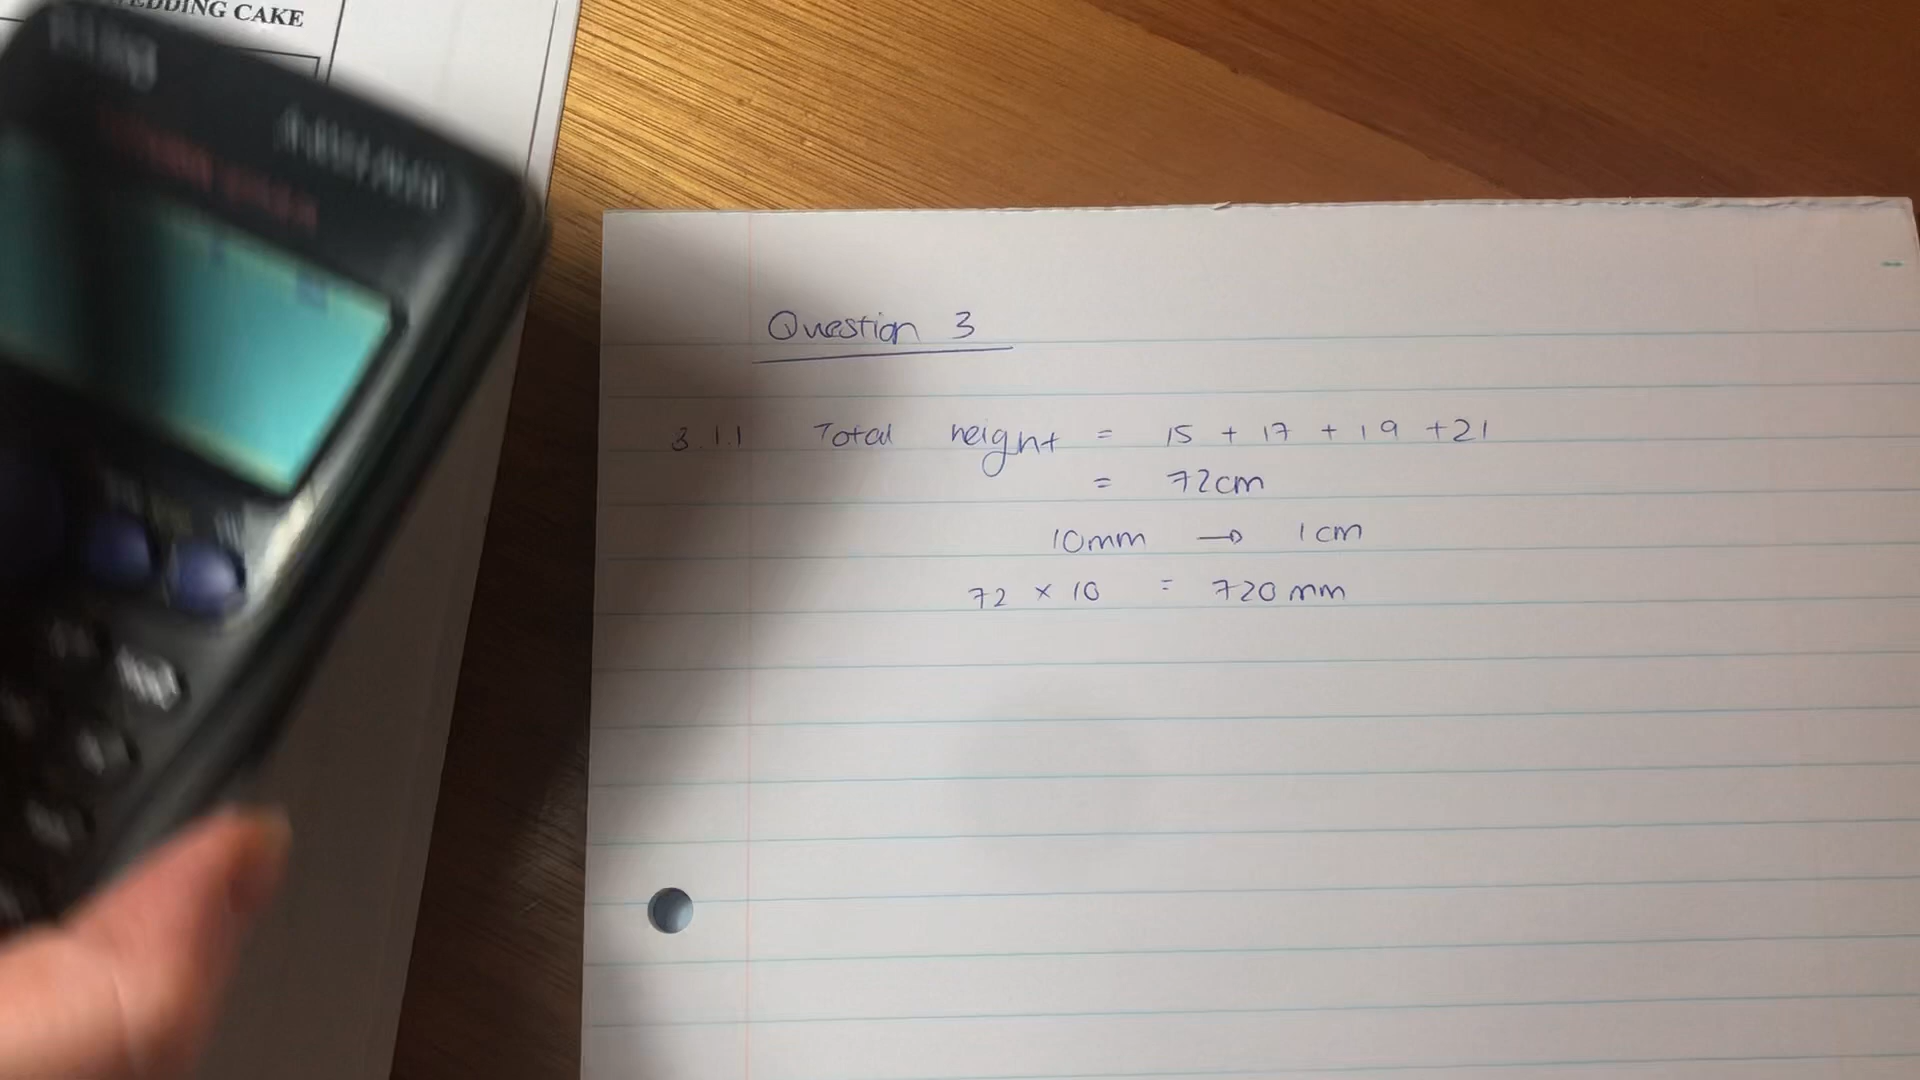 WEDDING CAKE
Question 3
3.1.1 Total height = 15 + 17 + 19 + 21
= 72cm
10mm → 1cm
72 × 10 = 720 mm